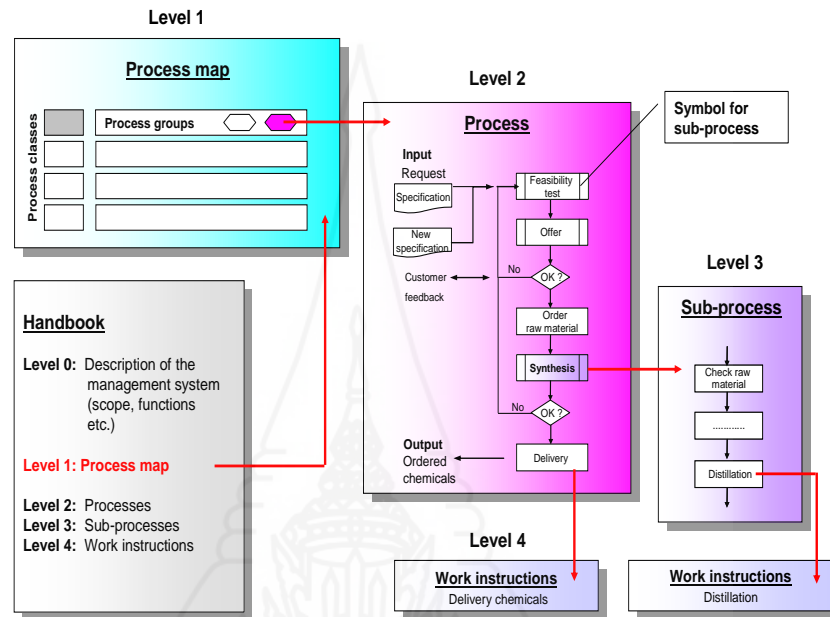 Level 1
Process map
Process classes
Process groups
Handbook
Level 0: Description of the
management system
(scope, functions
etc.)
Level 1: Process map
Level 2: Processes
Level 3: Sub-processes
Level 4: Work instructions
Level 2
Process
Symbol for
sub-process
Input
Request
Specification
New
specification
Customer
feedback
Feasibility
test
Offer
No
OK ?
Order
raw material
Synthesis
No
OK ?
Delivery
Output
Ordered
chemicals
Level 3
Sub-process
Check raw
material
............
Distillation
Level 4
Work instructions
Delivery chemicals
Work instructions
Distillation